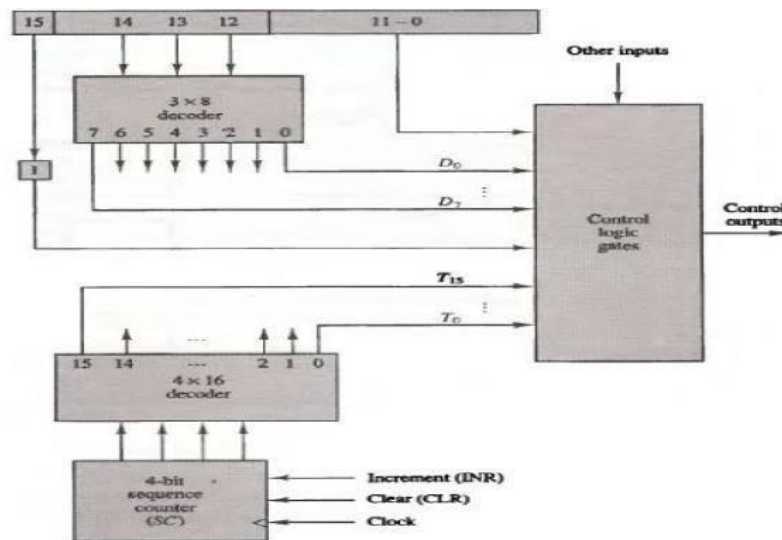 15 14 13 12 11-0
Other inputs
3 × 8
decoder
7 6 5 4 3 2 1 0
I
D0
...
D7
Control
logic
gates
Control
outputs
T15
...
T0
... 
15 14 ... 2 1 0
4 × 16
decoder
4-bit
sequence
counter
(SC)
Increment (INR)
Clear (CLR)
Clock